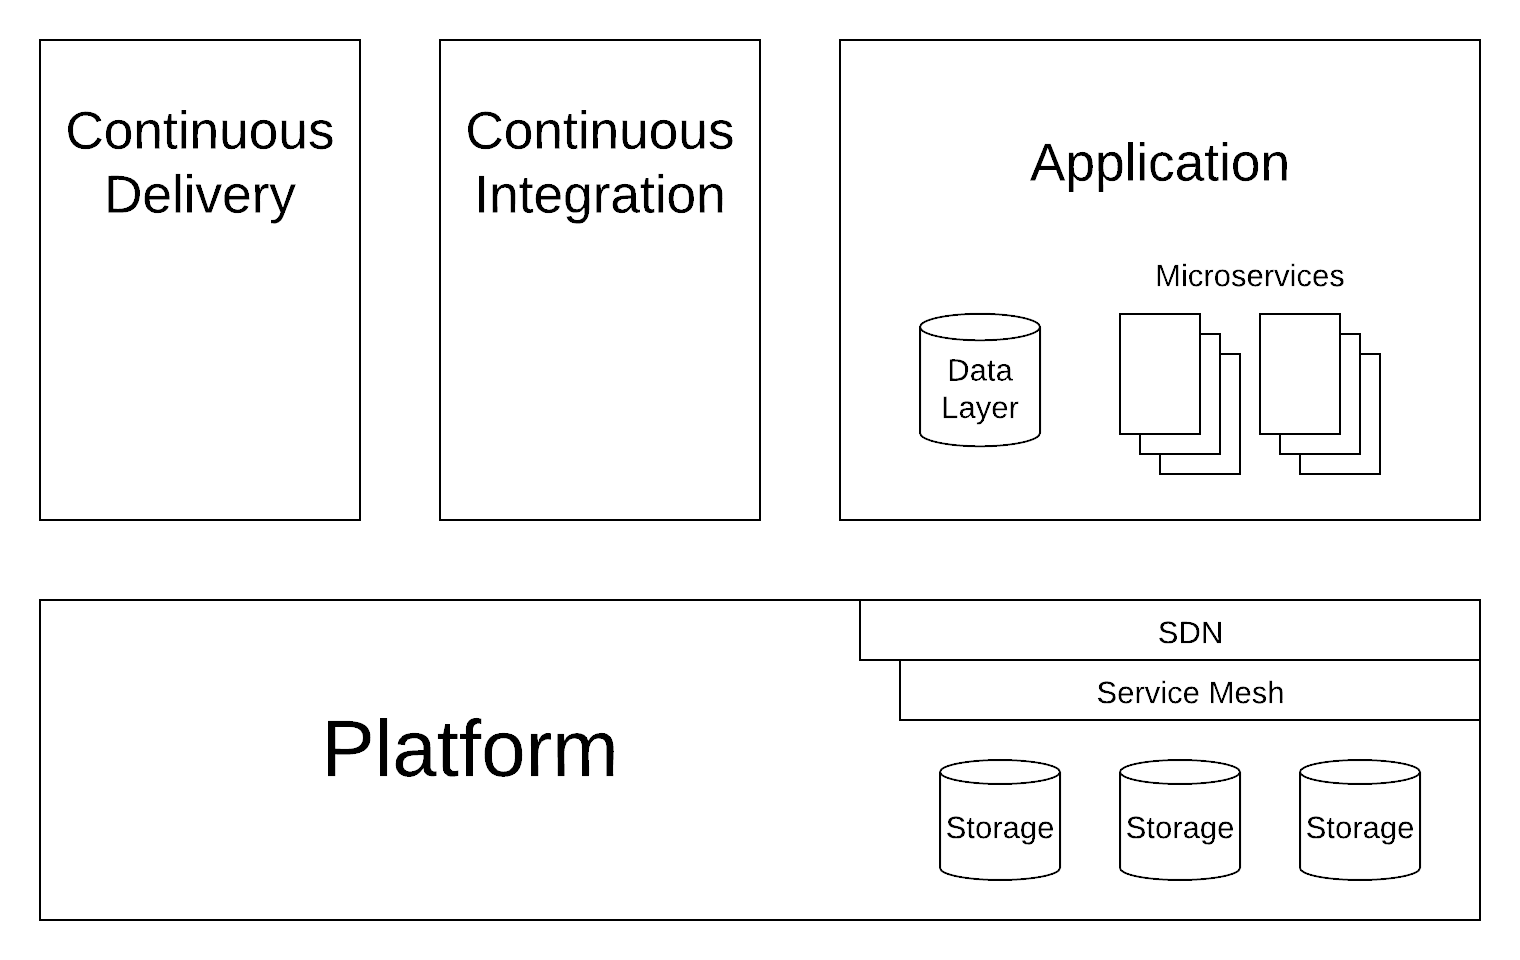 Continuous
Delivery
Continuous
Integration
Application
Microservices
Data
Layer
SDN
Service Mesh
Platform
Storage
Storage
Storage